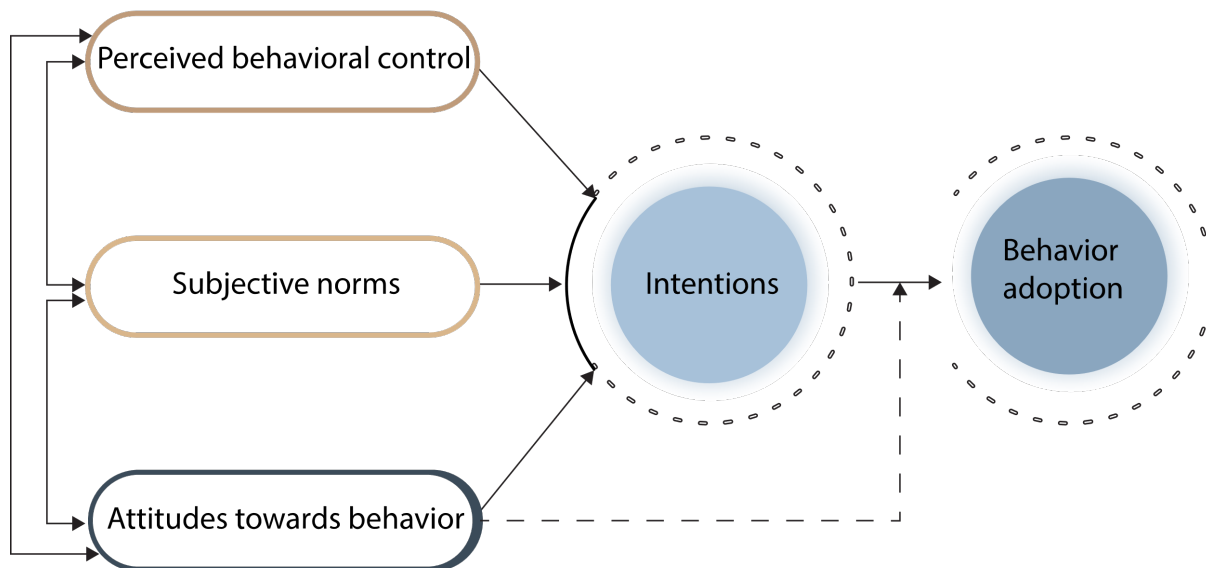 Perceived behavioral control
Subjective norms
Attitudes towards behavior
Intentions
Behavior
adoption